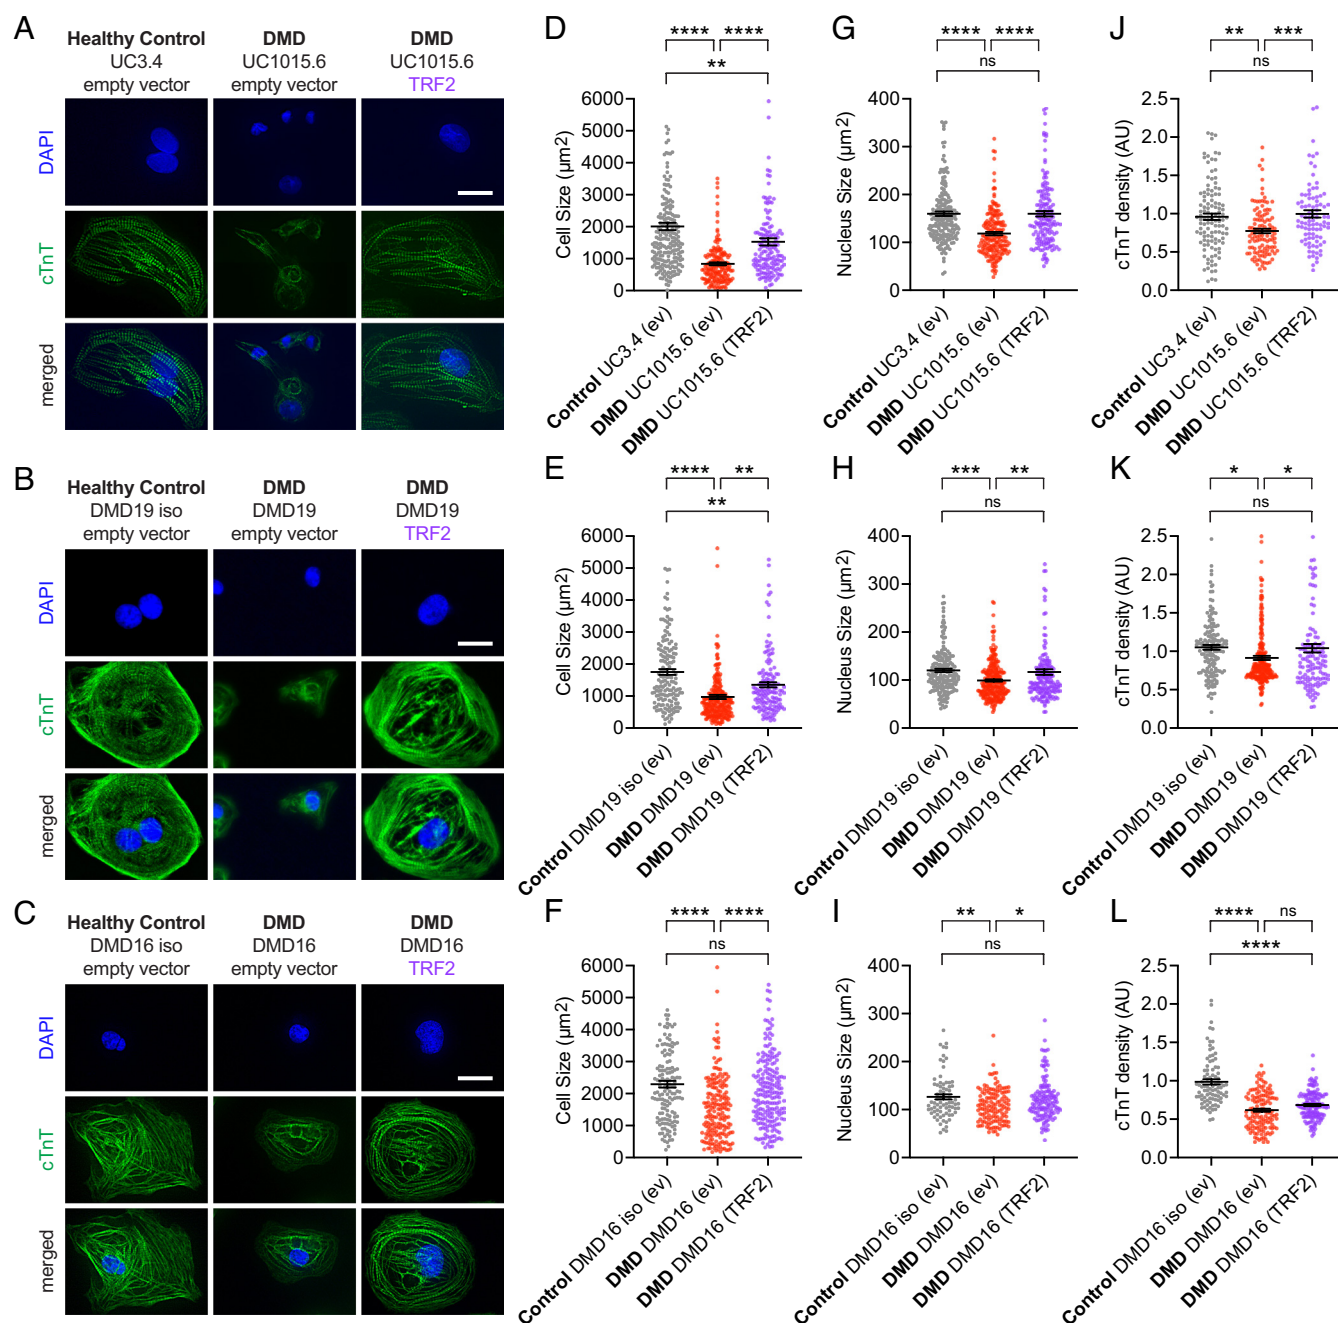 A
Healthy Control
UC3.4
empty vector
DMD
UC1015.6
empty vector
DMD
UC1015.6
TRF2
DAPI
cTnT
merged
B
Healthy Control
DMD19 iso
empty vector
DMD
DMD19
empty vector
DMD
DMD19
TRF2
DAPI
cTnT
merged
C
Healthy Control
DMD16 iso
empty vector
DMD
DMD16
empty vector
DMD
DMD16
TRF2
DAPI
cTnT
merged
D
**** ****
**
Cell Size (µm2)
6000
5000
4000
3000
2000
1000
0
Control UC3.4 (ev)
DMD UC1015.6 (ev)
DMD UC1015.6 (TRF2)
G
**** ****
ns
Nucleus Size (µm2)
400
300
200
100
0
Control UC3.4 (ev)
DMD UC1015.6 (ev)
DMD UC1015.6 (TRF2)
J
** ***
ns
cTnT density (AU)
2.5
2.0
1.5
1.0
0.5
0.0
Control UC3.4 (ev)
DMD UC1015.6 (ev)
DMD UC1015.6 (TRF2)
E
**** **
**
Cell Size (µm2)
6000
5000
4000
3000
2000
1000
0
Control DMD19 iso (ev)
DMD DMD19 (ev)
DMD DMD19 (TRF2)
H
*** **
ns
Nucleus Size (µm2)
400
300
200
100
0
Control DMD19 iso (ev)
DMD DMD19 (ev)
DMD DMD19 (TRF2)
K
* *
ns
cTnT density (AU)
2.5
2.0
1.5
1.0
0.5
0.0
Control DMD19 iso (ev)
DMD DMD19 (ev)
DMD DMD19 (TRF2)
F
**** ****
ns
Cell Size (µm2)
6000
5000
4000
3000
2000
1000
0
Control DMD16 iso (ev)
DMD DMD16 (ev)
DMD DMD16 (TRF2)
I
** *
ns
Nucleus Size (µm2)
400
300
200
100
0
Control DMD16 iso (ev)
DMD DMD16 (ev)
DMD DMD16 (TRF2)
L
**** ns
****
cTnT density (AU)
2.5
2.0
1.5
1.0
0.5
0.0
Control DMD16 iso (ev)
DMD DMD16 (ev)
DMD DMD16 (TRF2)